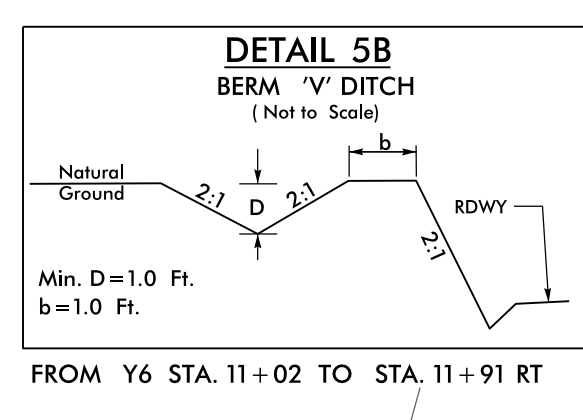 DETAIL 5B
BERM 'V' DITCH
(Not to Scale)
b
Natural
Ground
2:1
D
2:1
2:1
RDWY
Min. D=1.0 Ft.
b=1.0 Ft.
FROM Y6 STA. 11+02 TO STA. 11+91 RT